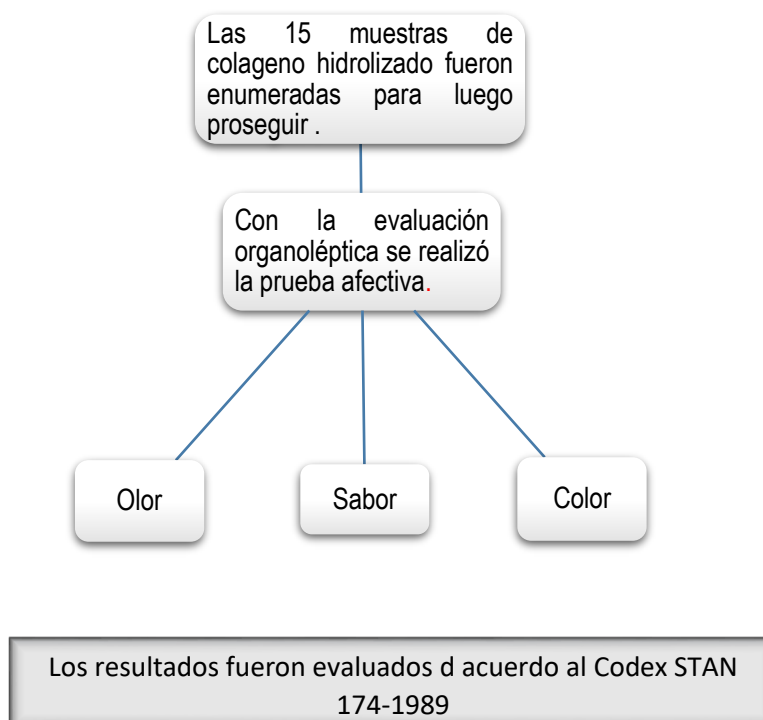 Las 15 muestras de
colageno hidrolizado fueron
enumeradas para luego
proseguir .
Con la evaluación
organoléptica se realizó
la prueba afectiva.
Olor
Sabor
Color
Los resultados fueron evaluados d acuerdo al Codex STAN
174-1989